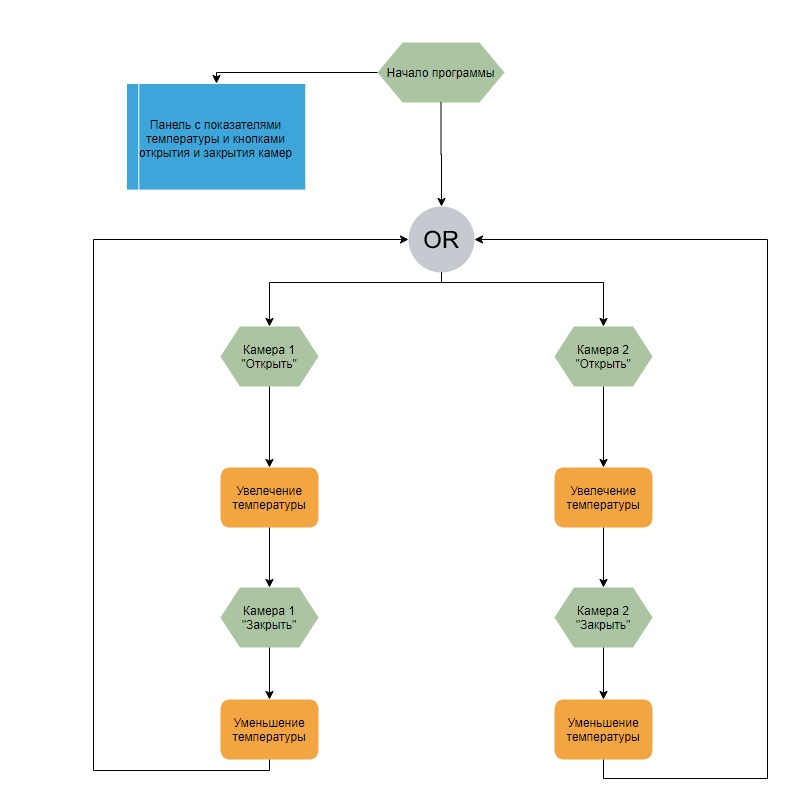 Начало программы
Панель с показателями
температуры и кнопками
открытия и закрытия камер
OR
Камера 1
"Открыть"
Камера 2
"Открыть"
Увелечение
температуры
Увелечение
температуры
Камера 1
"Закрыть"
Камера 2
"Закрыть"
Уменьшение
температуры
Уменьшение
температуры